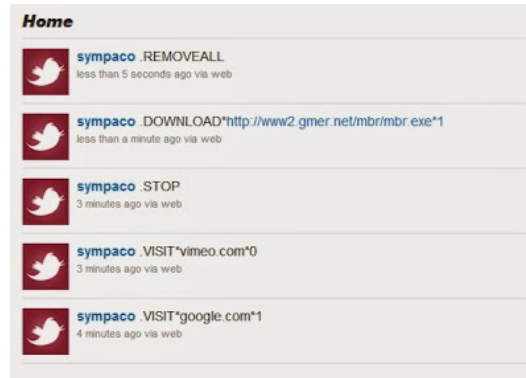 Home
sympaco .REMOVEALL
less than 5 seconds ago via web
sympaco .DOWNLOAD*http://www2.gmer.net/mbr/mbr.exe*1
less than a minute ago via web
sympaco .STOP
3 minutes ago via web
sympaco .VISIT*vimeo.com*0
3 minutes ago via web
sympaco .VISIT*google.com*1
4 minutes ago via web